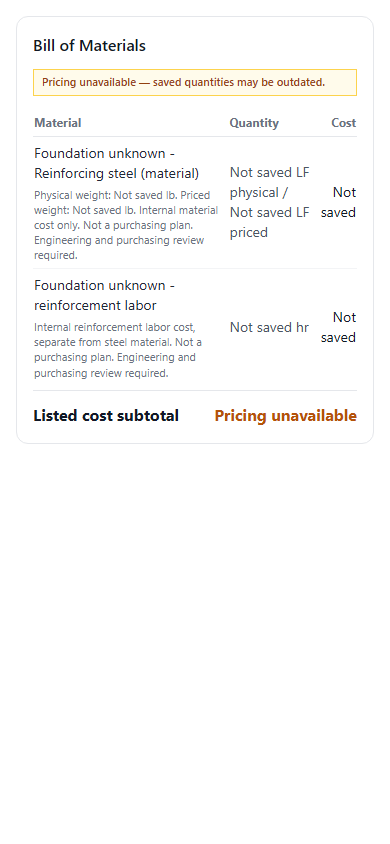 Bill of Materials
Pricing unavailable — saved quantities may be outdated.
Material Quantity Cost
Foundation unknown -
Reinforcing steel (material)
Physical weight: Not saved lb. Priced
weight: Not saved lb. Internal material
cost only. Not a purchasing plan.
Engineering and purchasing review
required.
Not saved LF
physical /
Not saved LF
priced
Not
saved
Foundation unknown -
reinforcement labor
Internal reinforcement labor cost,
separate from steel material. Not a
purchasing plan. Engineering and
purchasing review required.
Not saved hr
Not
saved
Listed cost subtotal Pricing unavailable